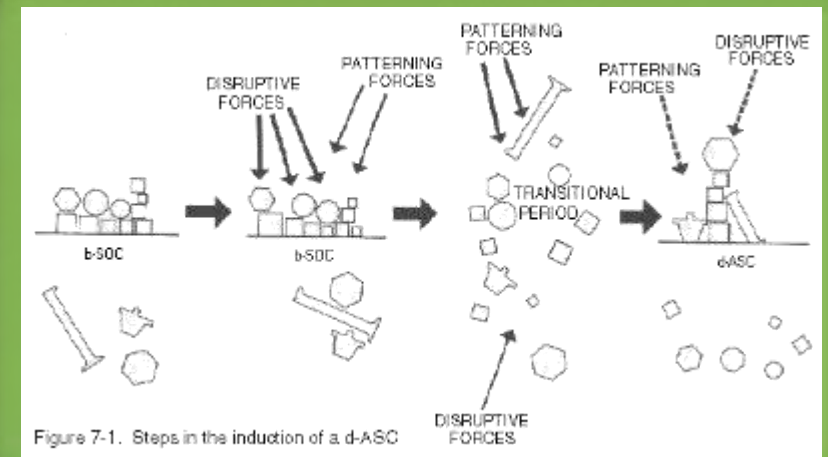 DISRUPTIVE
FORCES
PATTERNING
FORCES
PATTERNING
FORCES
PATTERNING
FORCES
DISRUPTIVE
FORCES
TRANSITIONAL
PERIOD
b-SOC
b-SOC
d-ASC
DISRUPTIVE
FORCES
Figure 7-1. Steps in the induction of a d-ASC